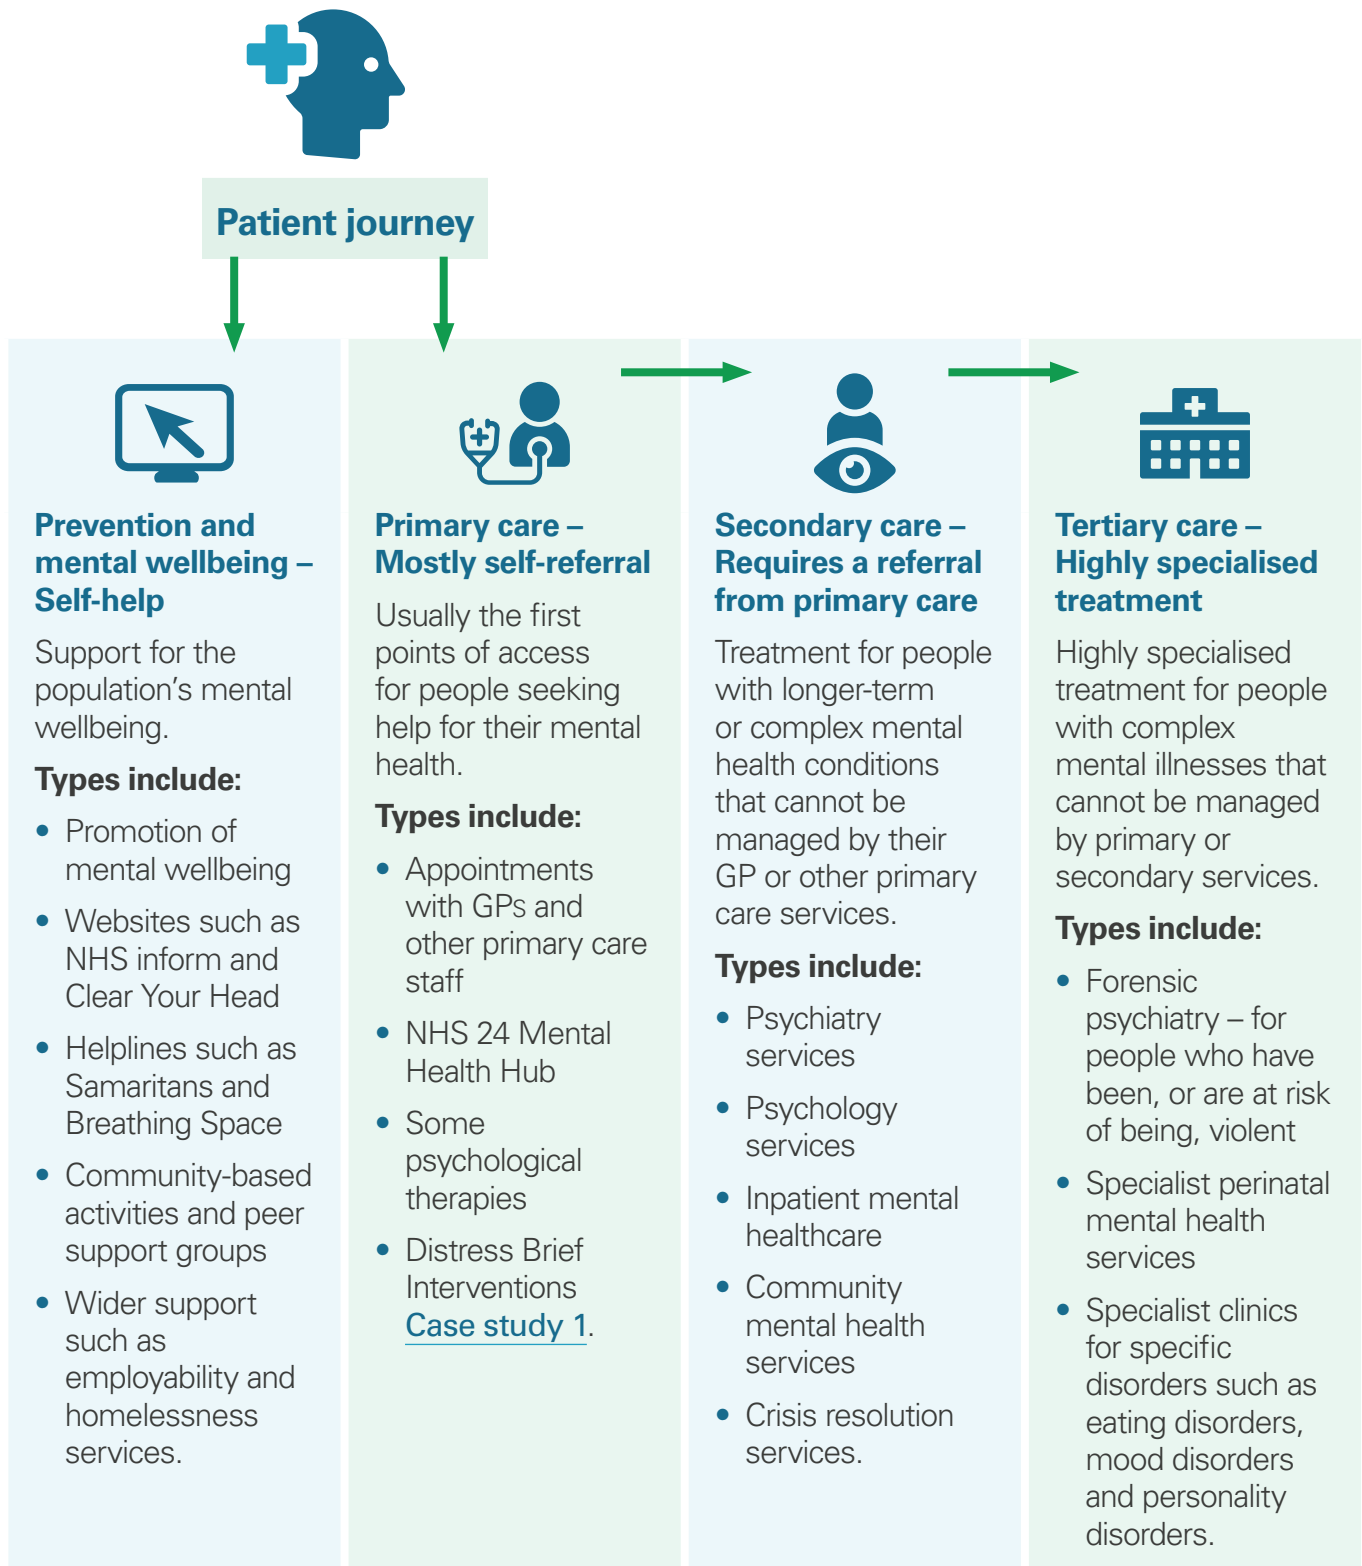 Patient journey
Prevention and
mental wellbeing –
Self-help
Support for the
population’s mental
wellbeing.
Types include:
• Promotion of
mental wellbeing
• Websites such as
NHS inform and
Clear Your Head
• Helplines such as
Samaritans and
Breathing Space
• Community-based
activities and peer
support groups
• Wider support
such as
employability and
homelessness
services.
Primary care –
Mostly self-referral
Usually the first
points of access
for people seeking
help for their mental
health.
Types include:
• Appointments
with GPs and
other primary care
staff
• NHS 24 Mental
Health Hub
• Some
psychological
therapies
• Distress Brief
Interventions
Case study 1.
Secondary care –
Requires a referral
from primary care
Treatment for people
with longer-term
or complex mental
health conditions
that cannot be
managed by their
GP or other primary
care services.
Types include:
• Psychiatry
services
• Psychology
services
• Inpatient mental
healthcare
• Community
mental health
services
• Crisis resolution
services.
Tertiary care –
Highly specialised
treatment
Highly specialised
treatment for people
with complex
mental illnesses that
cannot be managed
by primary or
secondary services.
Types include:
• Forensic
psychiatry – for
people who have
been, or are at risk
of being, violent
• Specialist perinatal
mental health
services
• Specialist clinics
for specific
disorders such as
eating disorders,
mood disorders
and personality
disorders.